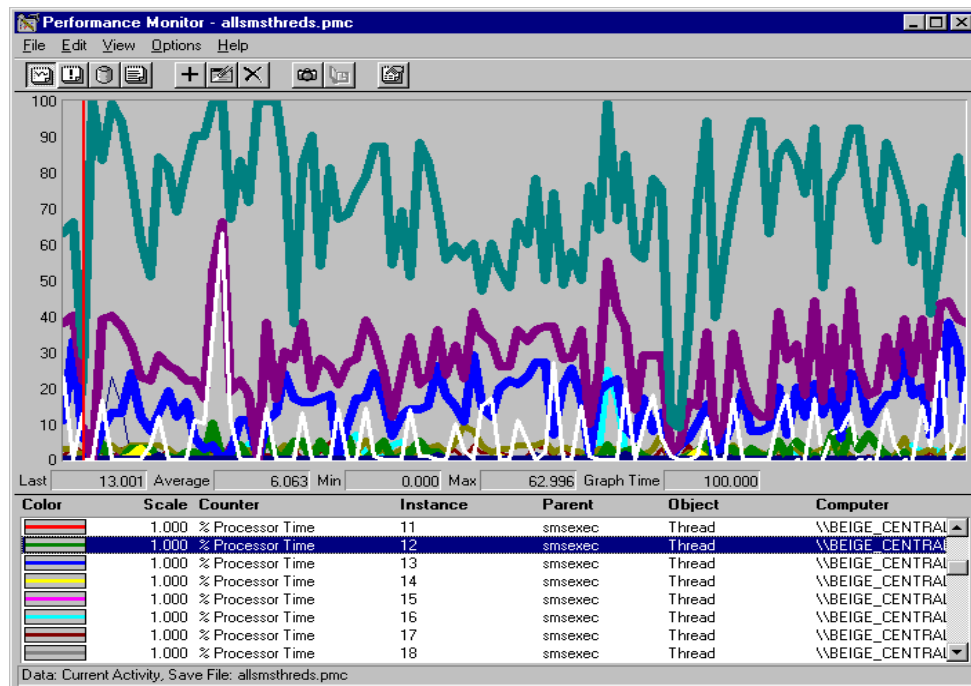 Performance Monitor - allsmsthreds.pmc
File Edit View Options Help
100
90
80
70
60
50
40
30
20
10
0
Last 13.001 Average 6.063 Min 0.000 Max 62.996 Graph Time 100.000
Color Scale Counter Instance Parent Object Computer
1.000 % Processor Time 11 smsexec Thread \\BEIGE_CENTRAL
1.000 % Processor Time 12 smsexec Thread \\BEIGE_CENTRAL
1.000 % Processor Time 13 smsexec Thread \\BEIGE_CENTRAL
1.000 % Processor Time 14 smsexec Thread \\BEIGE_CENTRAL
1.000 % Processor Time 15 smsexec Thread \\BEIGE_CENTRAL
1.000 % Processor Time 16 smsexec Thread \\BEIGE_CENTRAL
1.000 % Processor Time 17 smsexec Thread \\BEIGE_CENTRAL
1.000 % Processor Time 18 smsexec Thread \\BEIGE_CENTRAL
Data: Current Activity, Save File: allsmsthreds.pmc